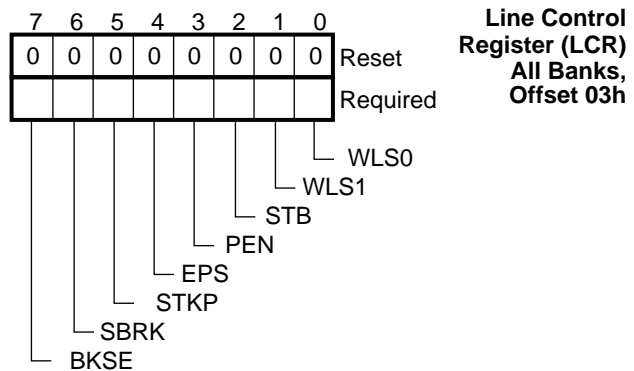 7 6 5 4 3 2 1 0
Line Control
Register (LCR)
All Banks,
Offset 03h
0 0 0 0 0 0 0 0 Reset
Required
WLS0
WLS1
STB
PEN
EPS
STKP
SBRK
BKSE